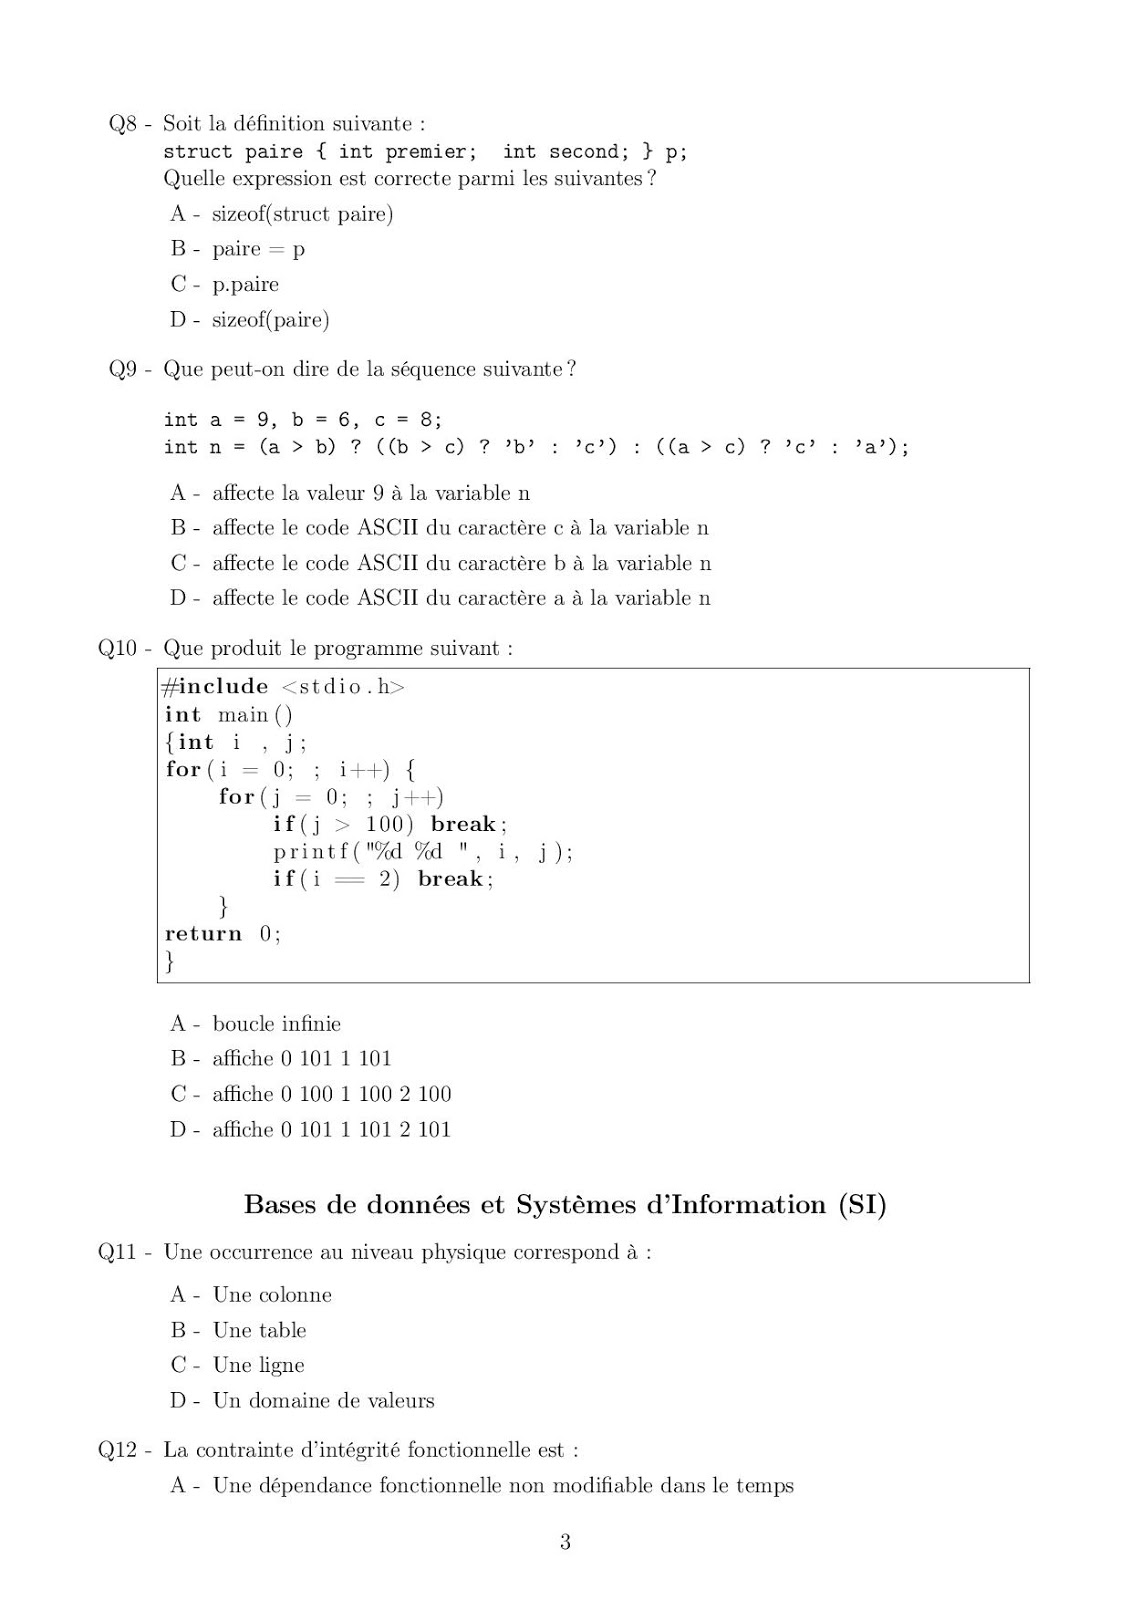 Q8 - Soit la définition suivante :
struct paire { int premier; int second; } p;
Quelle expression est correcte parmi les suivantes ?
A - sizeof(struct paire)
B - paire = p
C - p.paire
D - sizeof(paire)
Q9 - Que peut-on dire de la séquence suivante ?
int a = 9, b = 6, c = 8;
int n = (a > b) ? ((b > c) ? ’b’ : ’c’) : ((a > c) ? ’c’ : ’a’);
A - affecte la valeur 9 à la variable n
B - affecte le code ASCII du caractère c à la variable n
C - affecte le code ASCII du caractère b à la variable n
D - affecte le code ASCII du caractère a à la variable n
Q10 - Que produit le programme suivant :
#include <stdio.h>
int main()
{int i , j;
for(i = 0; ; i++) {
for(j = 0; ; j++)
if(j > 100) break;
printf("%d %d ", i, j);
if(i == 2) break;
}
return 0;
}
A - boucle infinie
B - affiche 0 101 1 101
C - affiche 0 100 1 100 2 100
D - affiche 0 101 1 101 2 101
Bases de données et Systèmes d'Information (SI)
Q11 - Une occurrence au niveau physique correspond à :
A - Une colonne
B - Une table
C - Une ligne
D - Un domaine de valeurs
Q12 - La contrainte d'intégrité fonctionnelle est :
A - Une dépendance fonctionnelle non modifiable dans le temps
3